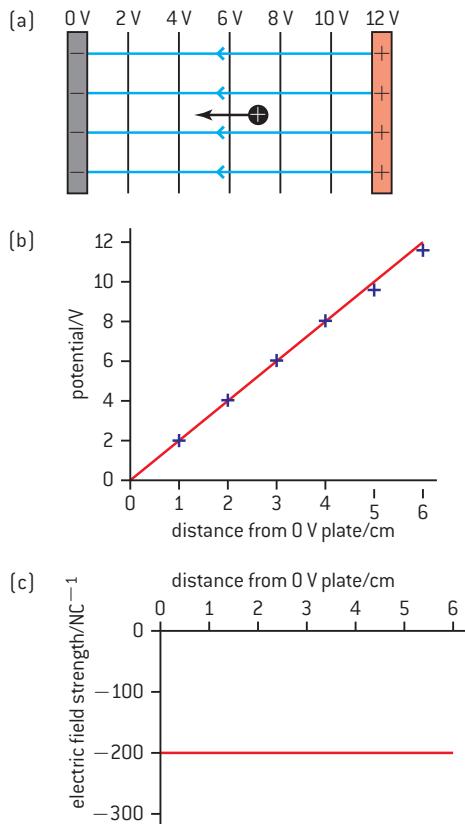 (a)
0 V 2 V 4 V 6 V 8 V 10 V 12 V
− +
− +
+
− +
− +
(b)
12
10
8
6
4
2
0
potential/V
0 1 2 3 4 5 6
distance from 0 V plate/cm
(c)
distance from 0 V plate/cm
0 1 2 3 4 5 6
0
−100
−200
−300
electric field strength/NC⁻¹